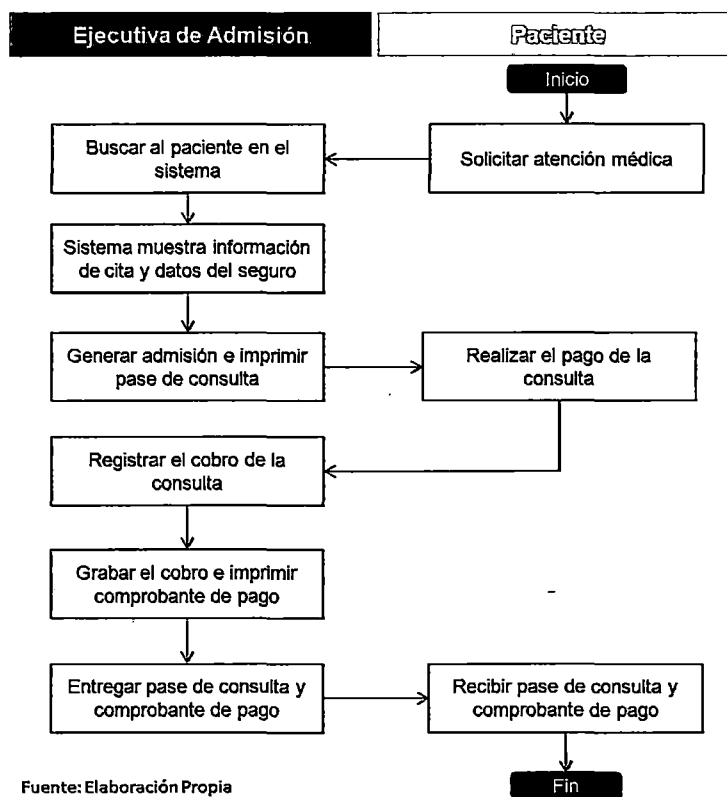 Ejecutiva de Admisión
Paciente
Inicio
Solicitar atención médica
Buscar al paciente en el
sistema
Sistema muestra información
de cita y datos del seguro
Generar admisión e imprimir
pase de consulta
Realizar el pago de la
consulta
Registrar el cobro de la
consulta
Grabar el cobro e imprimir
comprobante de pago
Entregar pase de consulta y
comprobante de pago
Recibir pase de consulta y
comprobante de pago
Fin
Fuente: Elaboración Propia